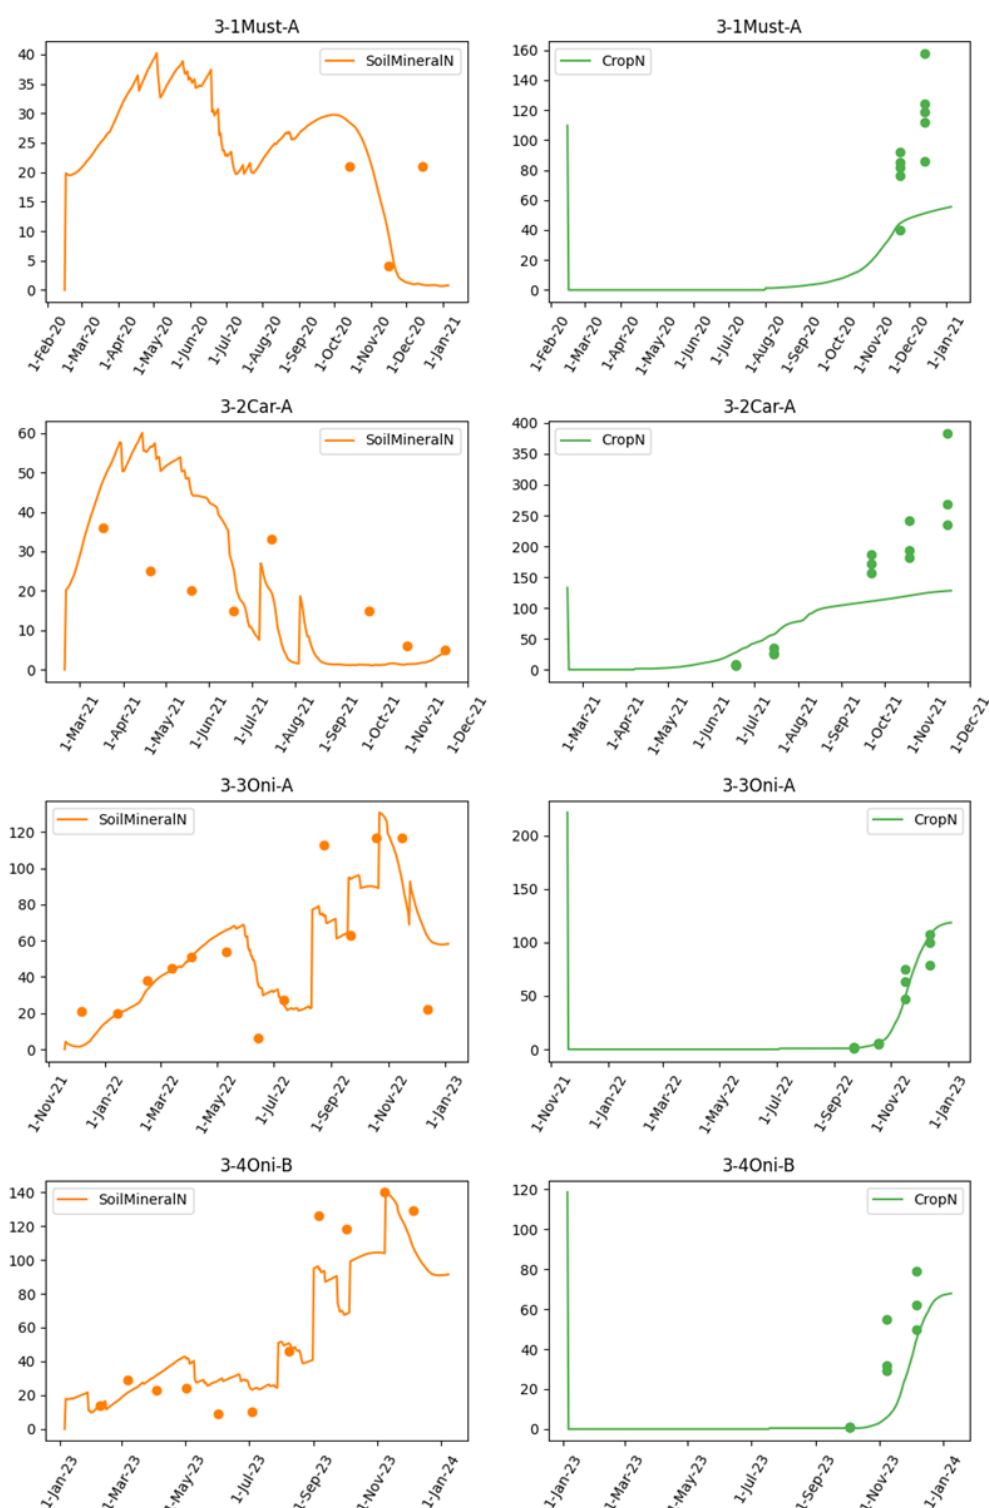 3-1Must-A
SoilMineralN
40
35
30
25
20
15
10
5
0
1-Feb-20
1-Mar-20
1-Apr-20
1-May-20
1-Jun-20
1-Jul-20
1-Aug-20
1-Sep-20
1-Oct-20
1-Nov-20
1-Dec-20
1-Jan-21
3-1Must-A
CropN
160
140
120
100
80
60
40
20
0
1-Feb-20
1-Mar-20
1-Apr-20
1-May-20
1-Jun-20
1-Jul-20
1-Aug-20
1-Sep-20
1-Oct-20
1-Nov-20
1-Dec-20
1-Jan-21
3-2Car-A
SoilMineralN
60
50
40
30
20
10
0
1-Mar-21
1-Apr-21
1-May-21
1-Jun-21
1-Jul-21
1-Aug-21
1-Sep-21
1-Oct-21
1-Nov-21
1-Dec-21
3-2Car-A
CropN
400
350
300
250
200
150
100
50
0
1-Mar-21
1-Apr-21
1-May-21
1-Jun-21
1-Jul-21
1-Aug-21
1-Sep-21
1-Oct-21
1-Nov-21
1-Dec-21
3-3Oni-A
SoilMineralN
120
100
80
60
40
20
0
1-Nov-21
1-Jan-22
1-Mar-22
1-May-22
1-Jul-22
1-Sep-22
1-Nov-22
1-Jan-23
3-3Oni-A
CropN
200
150
100
50
0
1-Nov-21
1-Jan-22
1-Mar-22
1-May-22
1-Jul-22
1-Sep-22
1-Nov-22
1-Jan-23
3-4Oni-B
SoilMineralN
140
120
100
80
60
40
20
0
1-Jan-23
1-Mar-23
1-May-23
1-Jul-23
1-Sep-23
1-Nov-23
1-Jan-24
3-4Oni-B
CropN
120
100
80
60
40
20
0
1-Jan-23
1-Mar-23
1-May-23
1-Jul-23
1-Sep-23
1-Nov-23
1-Jan-24